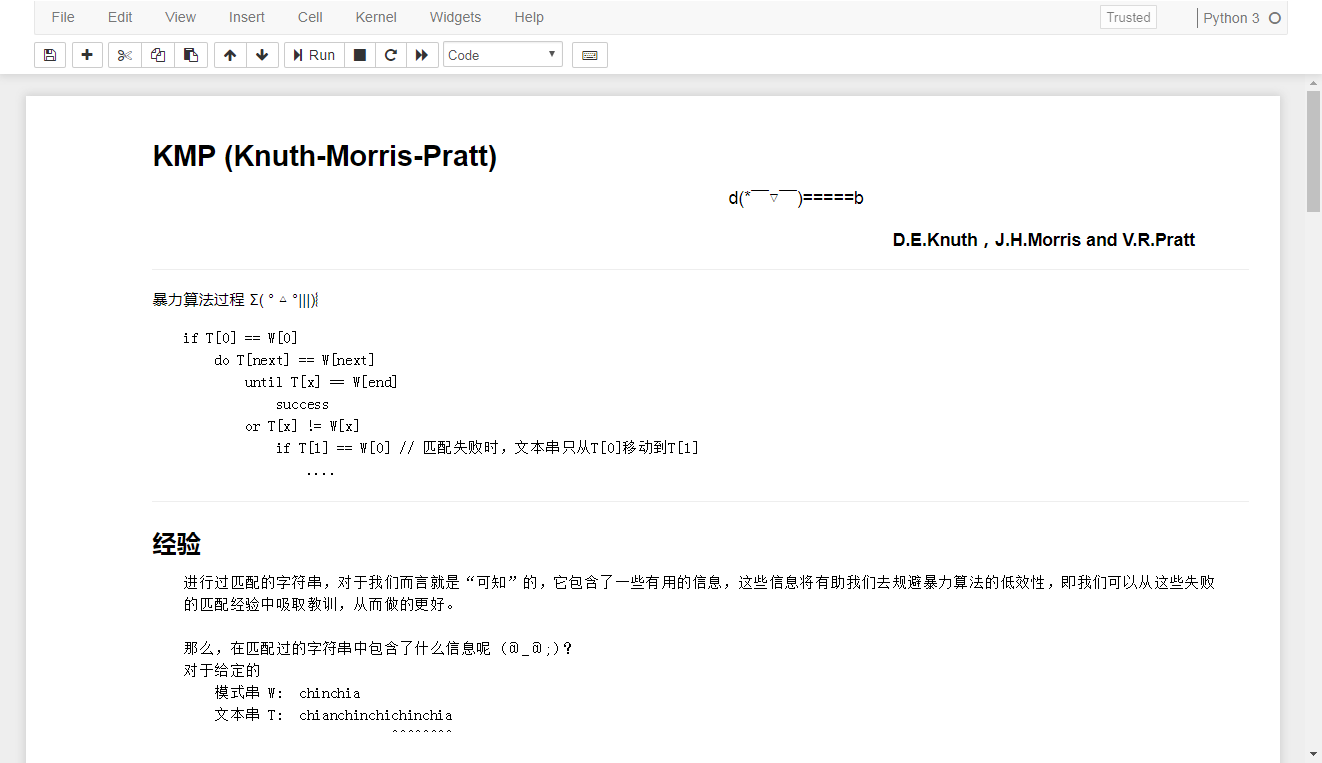 File Edit View Insert Cell Kernel Widgets Help Trusted Python 3
Run Code
KMP (Knuth-Morris-Pratt)
d(*￣▽￣)=====b
D.E.Knuth，J.H.Morris and V.R.Pratt
暴力算法过程 Σ( ° △ °|||)︴
if T[0] == W[0]
do T[next] == W[next]
until T[x] == W[end]
success
or T[x] != W[x]
if T[1] == W[0] // 匹配失败时，文本串只从T[0]移动到T[1]
....
经验
进行过匹配的字符串，对于我们而言就是“可知”的，它包含了一些有用的信息，这些信息将有助我们去规避暴力算法的低效性，即我们可以从这些失败
的匹配经验中吸取教训，从而做的更好。
那么，在匹配过的字符串中包含了什么信息呢 (@_@;)?
对于给定的
模式串 W: chinchia
文本串 T: chianchinchichinchia
^^^^^^^^